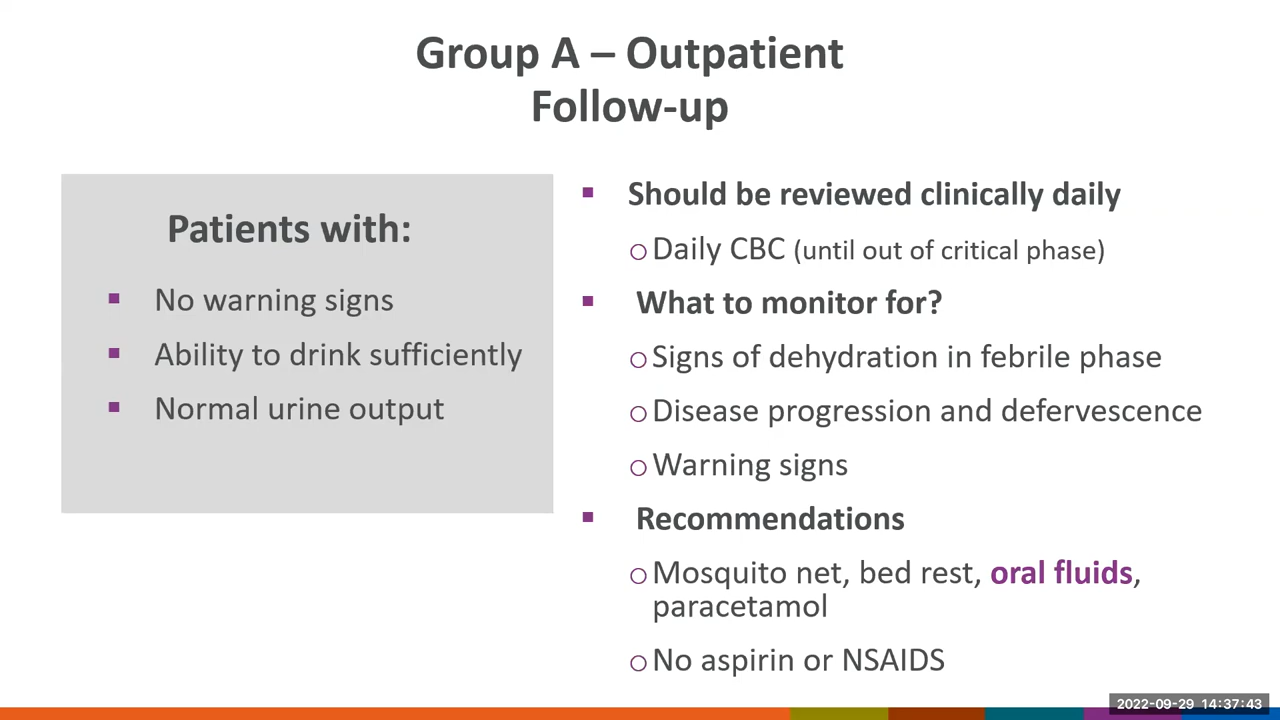 Group A – Outpatient
Follow-up
Patients with:
▪ No warning signs
▪ Ability to drink sufficiently
▪ Normal urine output
▪ Should be reviewed clinically daily
o Daily CBC (until out of critical phase)
▪ What to monitor for?
o Signs of dehydration in febrile phase
o Disease progression and defervescence
o Warning signs
▪ Recommendations
o Mosquito net, bed rest, oral fluids,
paracetamol
o No aspirin or NSAIDS
2022-09-29 14:37:43